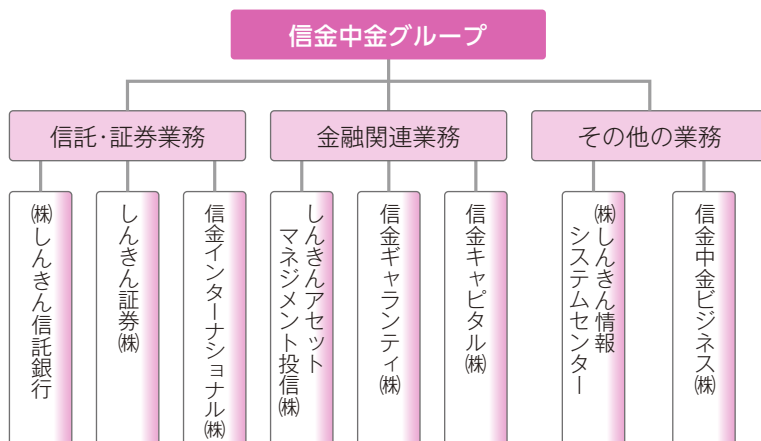 信金中金グループ
信託・証券業務
金融関連業務
その他の業務
㈱しんきん信託銀行
しんきん証券㈱
信金インターナショナル㈱
しんきんアセット
マネジメント投信㈱
信金ギャランティ㈱
信金キャピタル㈱
㈱しんきん情報
システムセンター
信金中金ビジネス㈱